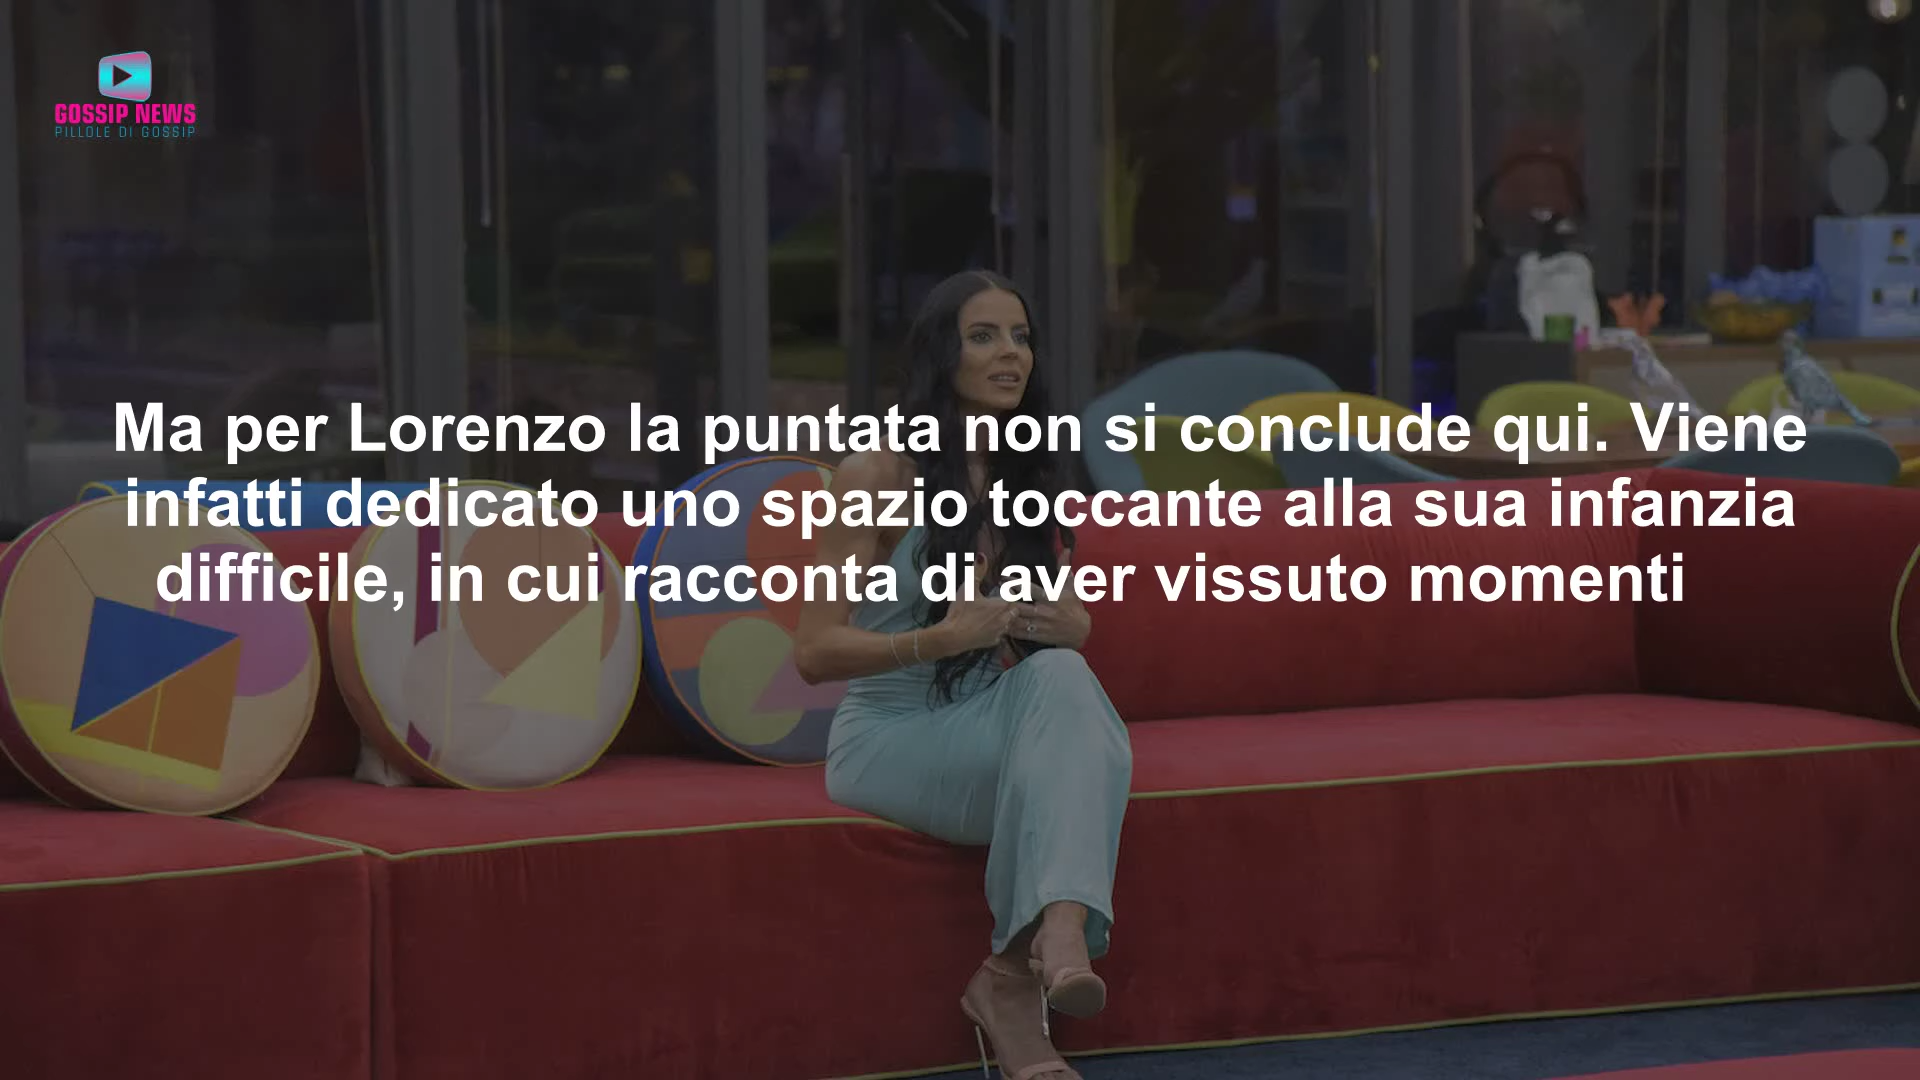 GOSSIP NEWS
PILLOLE DI GOSSIP
Ma per Lorenzo la puntata non si conclude qui. Viene
infatti dedicato uno spazio toccante alla sua infanzia
difficile, in cui racconta di aver vissuto momenti